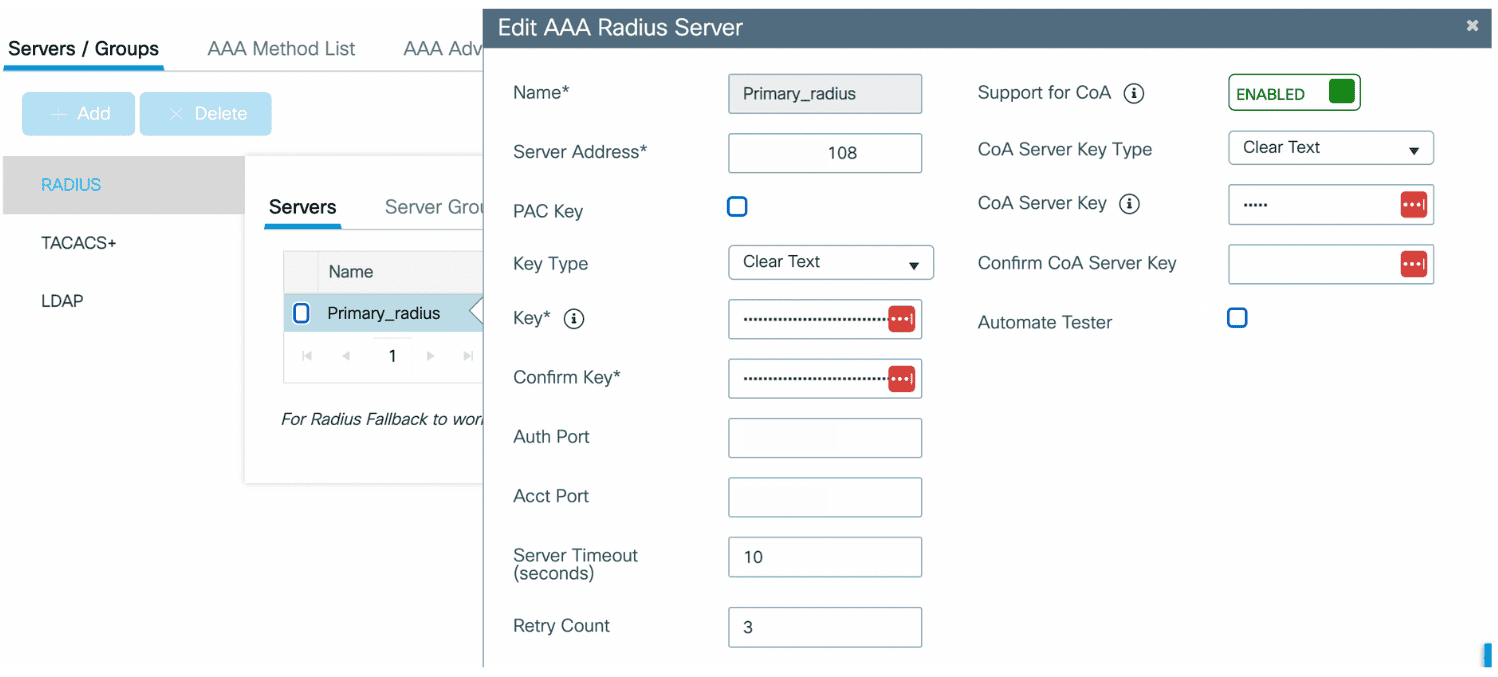 Edit AAA Radius Server
Servers / Groups
AAA Method List
AAA Adv
Add
Delete
RADIUS
TACACS+
LDAP
Servers
Server Grou
Name
Primary_radius
1
For Radius Fallback to wor
Name*
Primary_radius
Server Address*
108
PAC Key
Key Type
Clear Text
Key*
Confirm Key*
Auth Port
Acct Port
Server Timeout
(seconds)
10
Retry Count
3
Support for CoA
ENABLED
CoA Server Key Type
Clear Text
CoA Server Key
Confirm CoA Server Key
Automate Tester